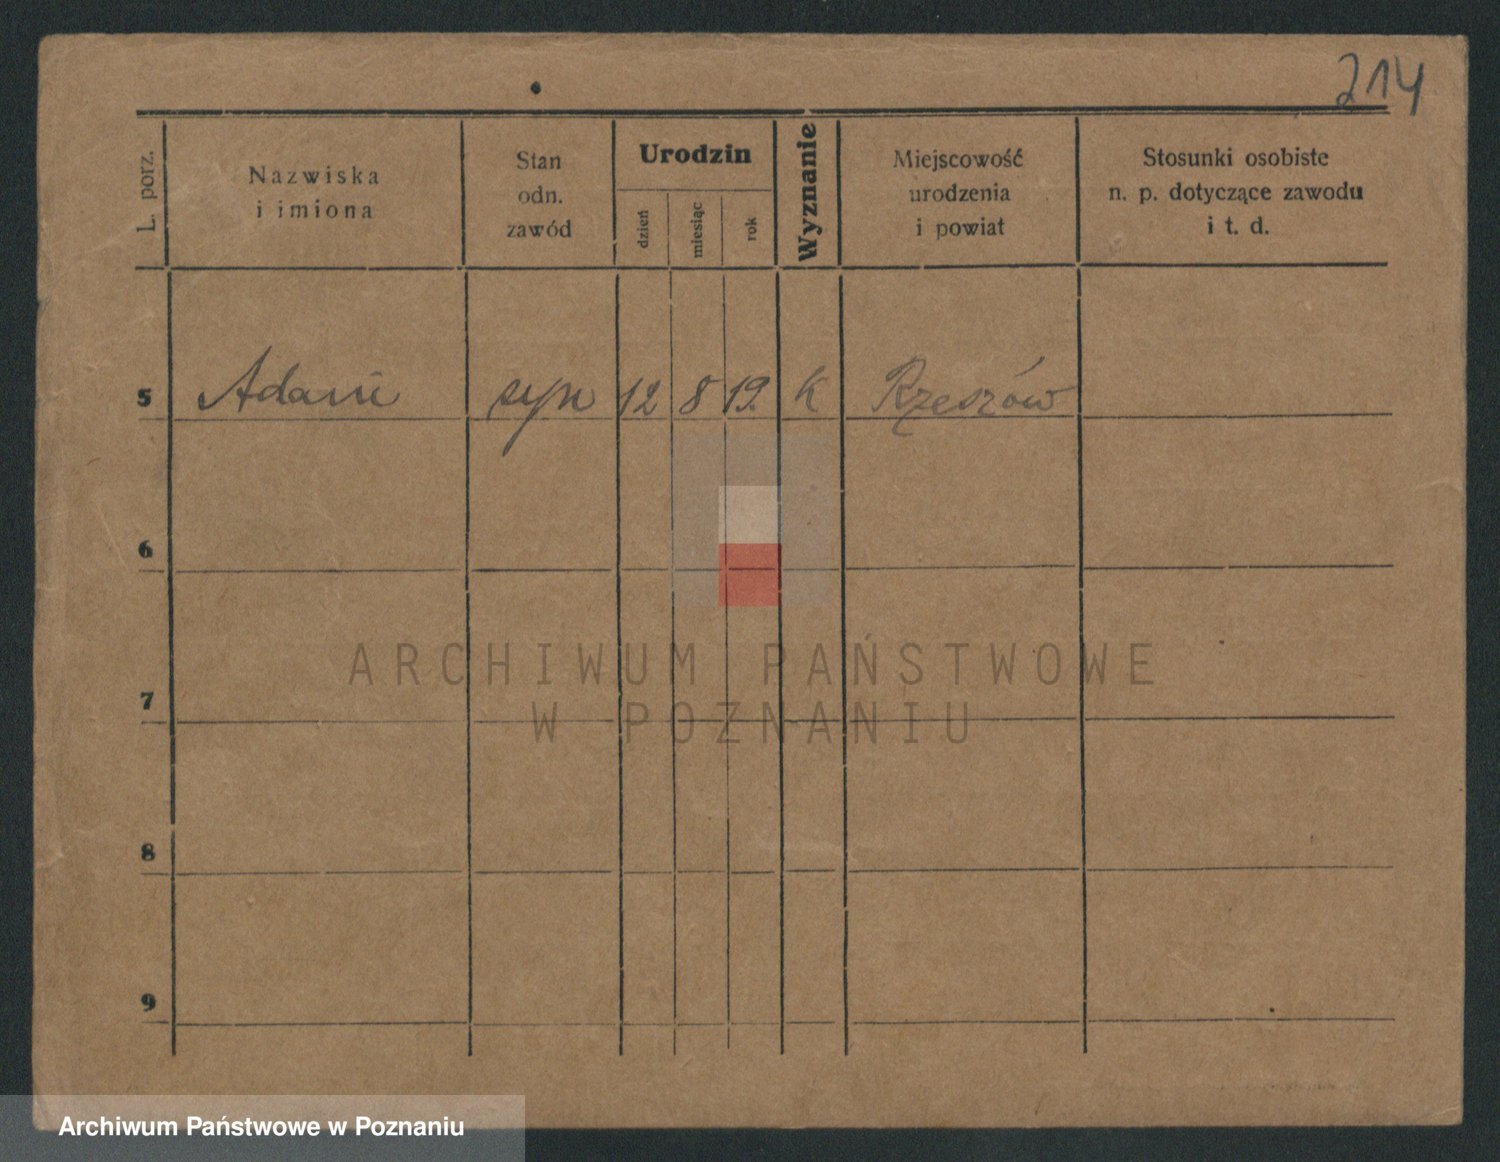 214
L. porz.
Nazwiska
i imiona
Stan
odn.
zawód
Urodzin
dzień
miesiąc
rok
Wyznanie
Miejscowość
urodzenia
i powiat
Stosunki osobiste
n. p. dotyczące zawodu
i t. d.
5 Adam syn 12 8 19. K Rzeszów
6
7
8
9
ARCHIWUM PAŃSTWOWE
W POZNANIU
Archiwum Państwowe w Poznaniu